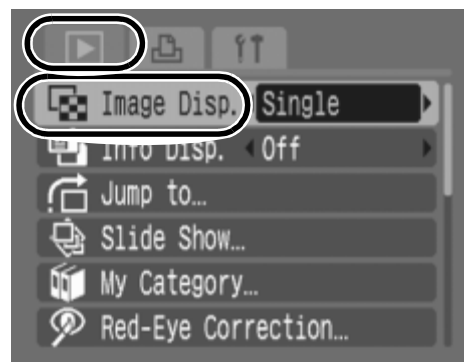 Image Disp. Single
Info Disp. Off
Jump to…
Slide Show…
My Category…
Red-Eye Correction…